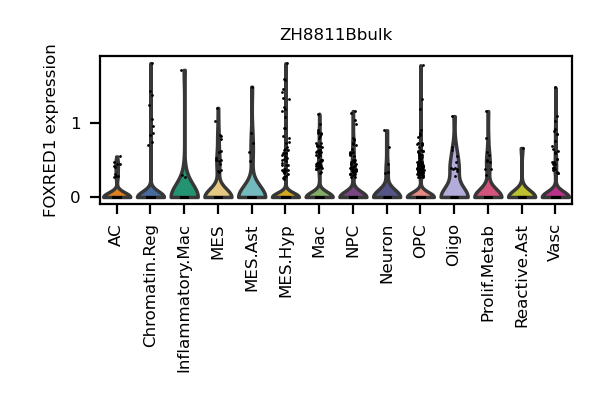 ZH8811Bbulk
FOXRED1 expression
1
0
AC
Chromatin.Reg
Inflammatory.Mac
MES
MES.Ast
MES.Hyp
Mac
NPC
Neuron
OPC
Oligo
Prolif.Metab
Reactive.Ast
Vasc